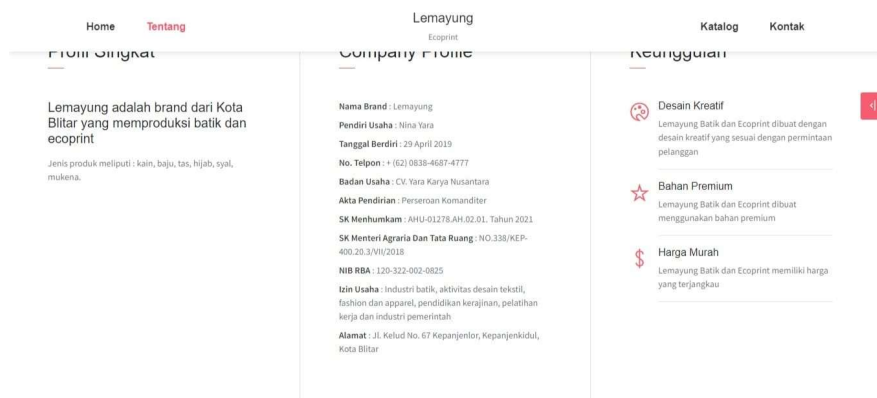 Home
Tentang
Lemayung
Ecoprint
Katalog
Kontak
Profil Singkat
Lemayung adalah brand dari Kota
Blitar yang memproduksi batik dan
ecoprint
Jenis produk meliputi : kain, baju, tas, hijab, syal,
mukena.
Company Profile
Nama Brand : Lemayung
Pendiri Usaha : Nina Yara
Tanggal Berdiri : 29 April 2019
No. Telpon : + (62) 0838-4687-4777
Badan Usaha : CV. Yara Karya Nusantara
Akta Pendirian : Perseroan Komanditer
SK Menhumkam : AHU-01278.AH.02.01. Tahun 2021
SK Menteri Agraria Dan Tata Ruang : NO.338/KEP-
400.20.3/VII/2018
NIB RBA : 120-322-002-0825
Izin Usaha : Industri batik, aktivitas desain tekstil,
fashion dan apparel, pendidikan kerajinan, pelatihan
kerja dan industri pemerintah
Alamat : Jl. Kelud No. 67 Kepanjenlor, Kepanjenkidul,
Kota Blitar
Keunggulan
Desain Kreatif
Lemayung Batik dan Ecoprint dibuat dengan
desain kreatif yang sesuai dengan permintaan
pelanggan
Bahan Premium
Lemayung Batik dan Ecoprint dibuat
menggunakan bahan premium
Harga Murah
Lemayung Batik dan Ecoprint memiliki harga
yang terjangkau